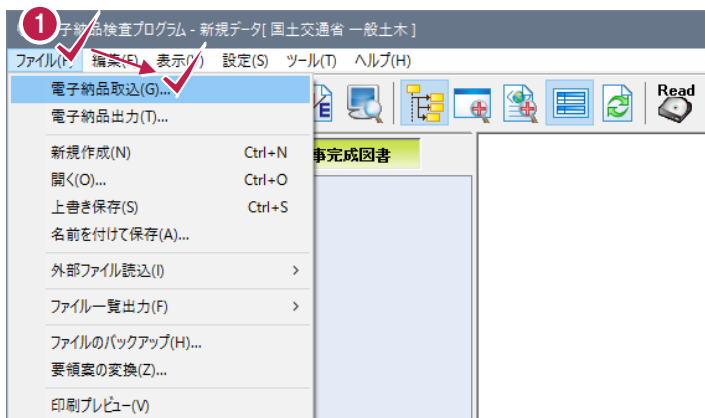 1
子納品検査プログラム - 新規データ[ 国土交通省 一般土木 ]
ファイル(F) 編集(E) 表示(V) 設定(S) ツール(T) ヘルプ(H)
電子納品取込(G)...
電子納品出力(T)...
Read
新規作成(N) Ctrl+N
事完成図書
開く(O)... Ctrl+O
上書き保存(S) Ctrl+S
名前を付けて保存(A)...
外部ファイル読込(I) >
ファイル一覧出力(F) >
ファイルのバックアップ(H)...
要領案の変換(Z)...
印刷プレビュー(V)